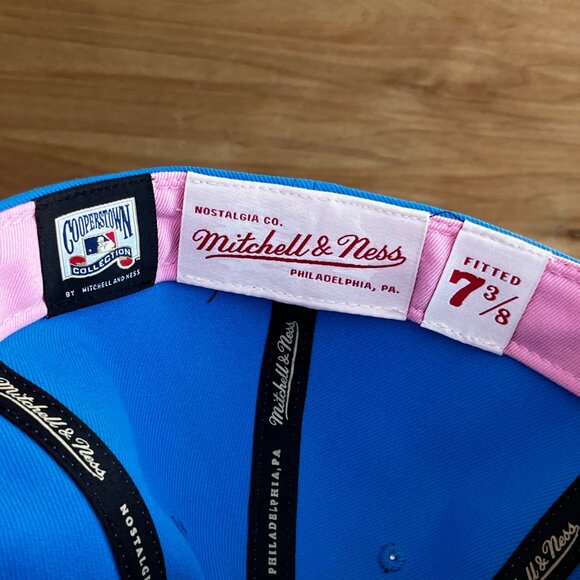 COOPERSTOWN
COLLECTION
BY MITCHELL AND NESS
NOSTALGIA CO.
Mitchell & Ness
PHILADELPHIA, PA.
FITTED
7 3/8
Mitchell & Ness
NOSTALGIA
Mitchell & Ness
PHILADELPHIA, PA
Mitchell & Ness